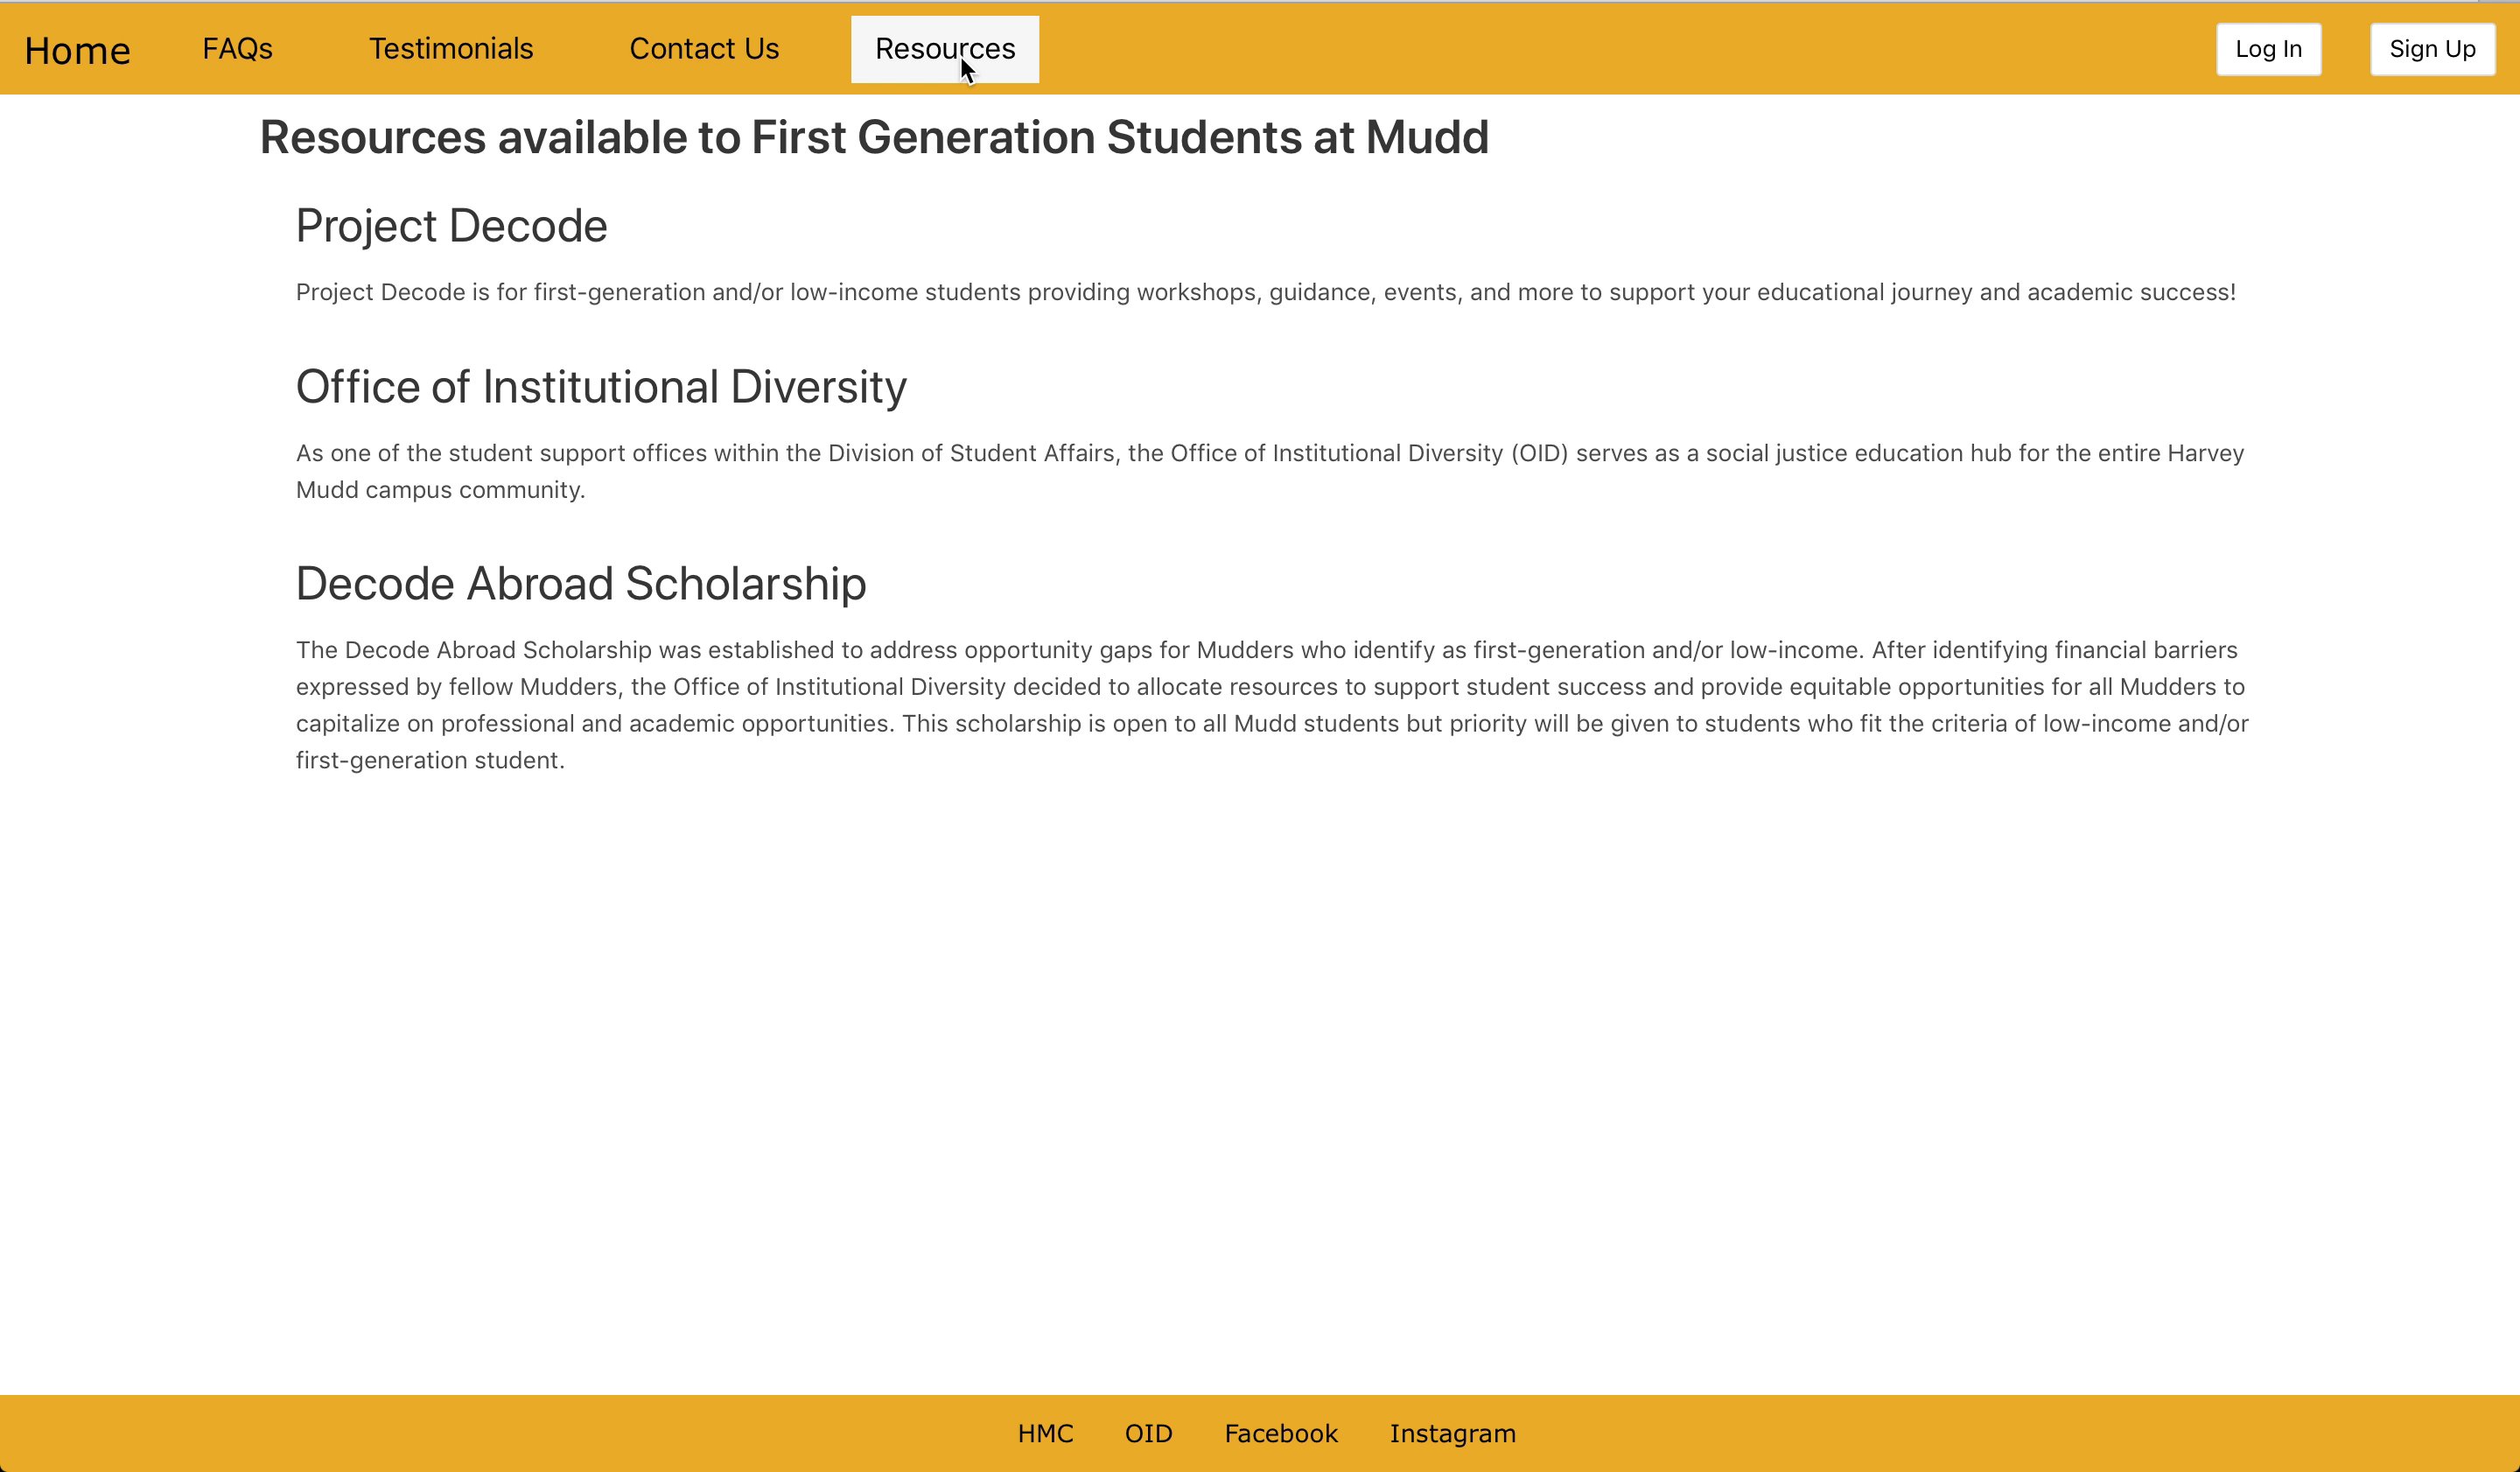 Home FAQs Testimonials Contact Us Resources Log In Sign Up
Resources available to First Generation Students at Mudd
Project Decode
Project Decode is for first-generation and/or low-income students providing workshops, guidance, events, and more to support your educational journey and academic success!
Office of Institutional Diversity
As one of the student support offices within the Division of Student Affairs, the Office of Institutional Diversity (OID) serves as a social justice education hub for the entire Harvey
Mudd campus community.
Decode Abroad Scholarship
The Decode Abroad Scholarship was established to address opportunity gaps for Mudders who identify as first-generation and/or low-income. After identifying financial barriers
expressed by fellow Mudders, the Office of Institutional Diversity decided to allocate resources to support student success and provide equitable opportunities for all Mudders to
capitalize on professional and academic opportunities. This scholarship is open to all Mudd students but priority will be given to students who fit the criteria of low-income and/or
first-generation student.
HMC OID Facebook Instagram